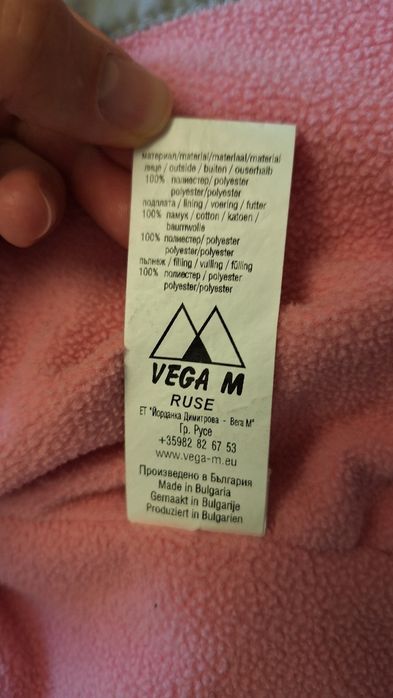 материал/material/materiaal/material
лице / outside / buiten / ouserhalb
100% полиестер/ polyester
polyester/polyester
подплата / lining / voering / futter
100% памук / cotton / katoen /
baumwolle
100% полиестер/ polyester
polyester/polyester
пълнеж / filling / vulling / fülling
100% полиестер / polyester
polyester/polyester
VEGA M
RUSE
ЕТ "Йорданка Димитрова - Вега М"
Гр. Русе
+35982 82 67 53
www.vega-m.eu
Произведено в България
Made in Bulgaria
Gemaakt in Bulgarije
Produziert in Bulgarien